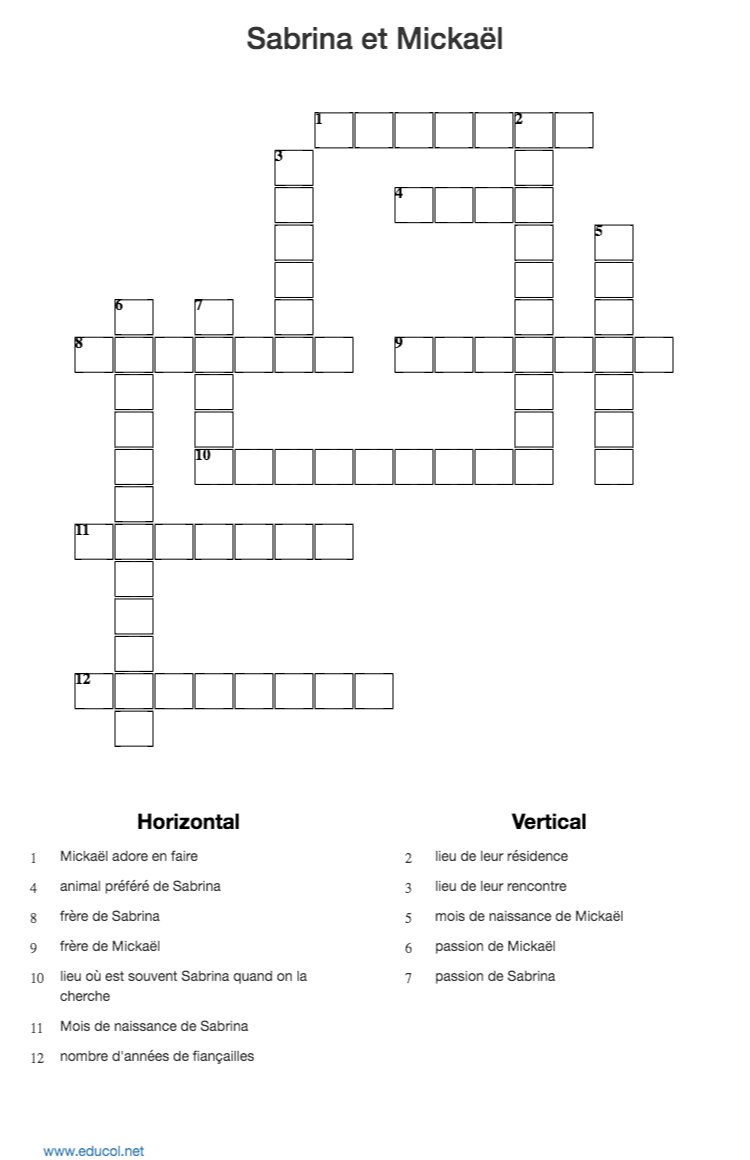 Sabrina et Mickaël
1
2
3
4
5
6
7
8
9
10
11
12
Horizontal
1 Mickaël adore en faire
4 animal préféré de Sabrina
8 frère de Sabrina
9 frère de Mickaël
10 lieu où est souvent Sabrina quand on la
cherche
11 Mois de naissance de Sabrina
12 nombre d'années de fiançailles
Vertical
2 lieu de leur résidence
3 lieu de leur rencontre
5 mois de naissance de Mickaël
6 passion de Mickaël
7 passion de Sabrina
www.educol.net